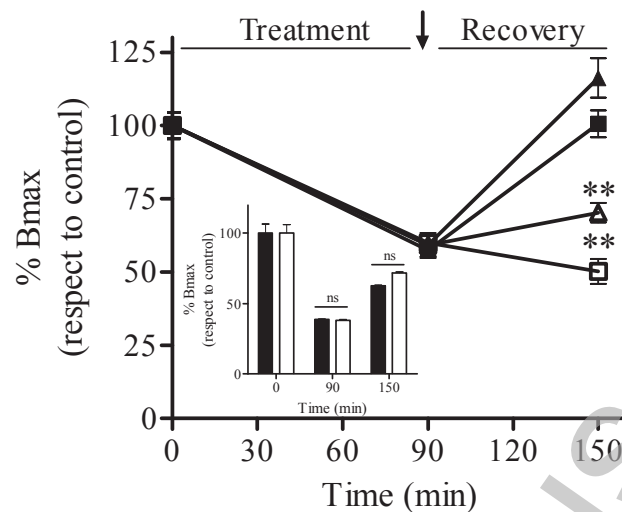 Treatment
Recovery
125
100
75
50
25
0
% Bmax
(respect to control)
**
**
100
50
0
% Bmax
(respect to control)
ns
ns
0 90 150
Time (min)
0 30 60 90 120 150
Time (min)